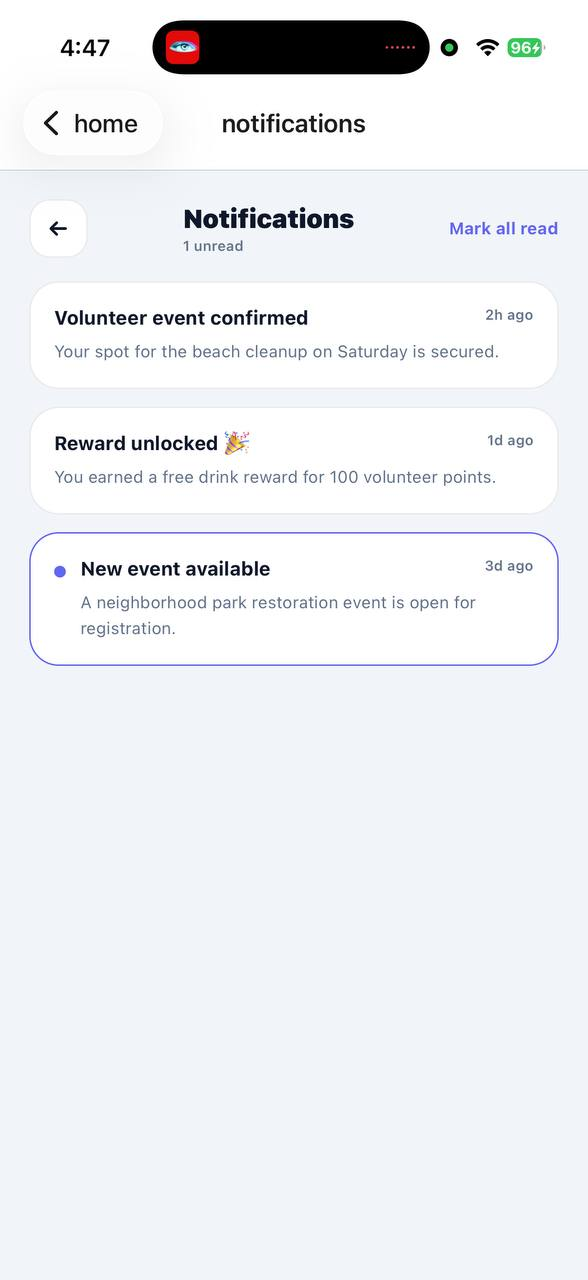 4:47
96
home
notifications
Notifications
1 unread
Mark all read
Volunteer event confirmed
2h ago
Your spot for the beach cleanup on Saturday is secured.
Reward unlocked 🎉
1d ago
You earned a free drink reward for 100 volunteer points.
New event available
3d ago
A neighborhood park restoration event is open for
registration.